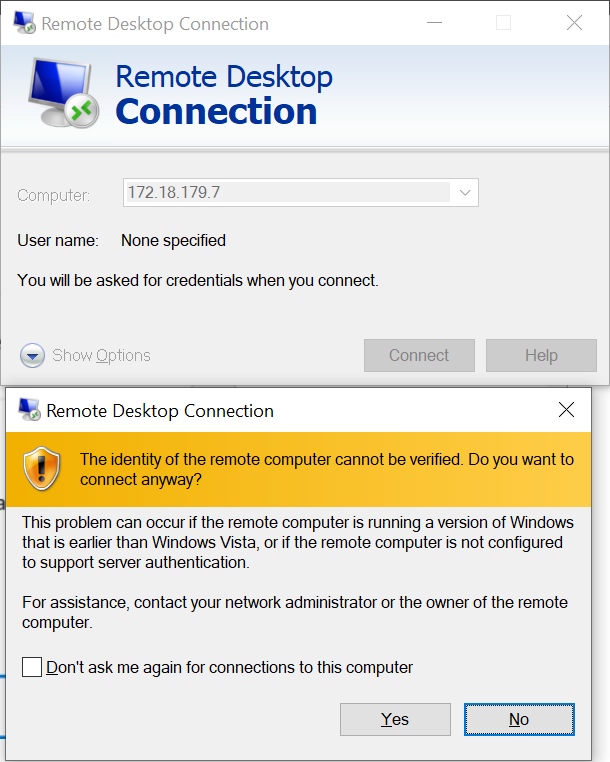 Remote Desktop Connection
Remote Desktop
Connection
Computer:
172.18.179.7
User name: None specified
You will be asked for credentials when you connect.
Show Options
Connect
Help
Remote Desktop Connection
The identity of the remote computer cannot be verified. Do you want to
connect anyway?
This problem can occur if the remote computer is running a version of Windows
that is earlier than Windows Vista, or if the remote computer is not configured
to support server authentication.
For assistance, contact your network administrator or the owner of the remote
computer.
Don't ask me again for connections to this computer
Yes
No